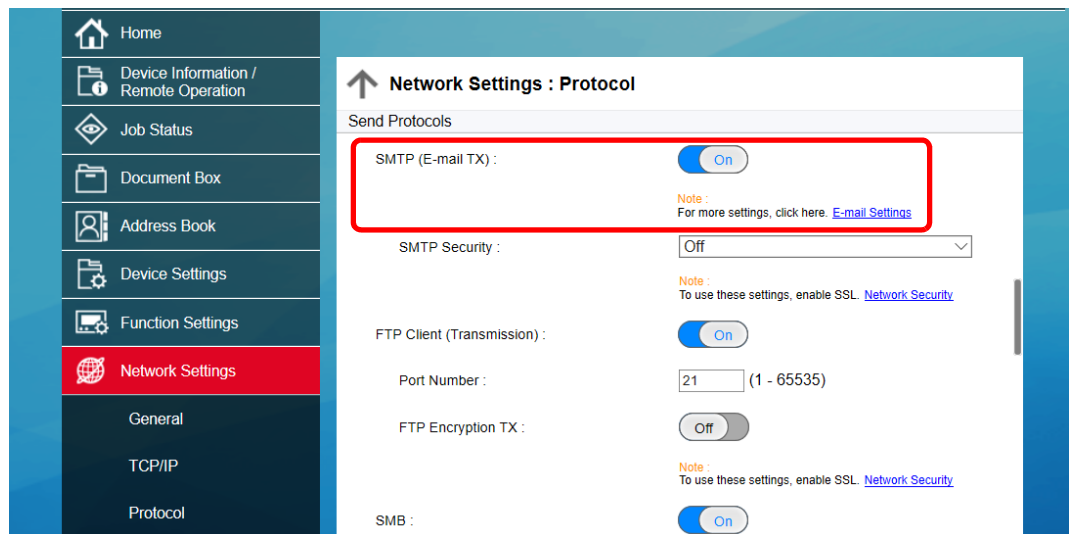 Home
Device Information /
Remote Operation
Job Status
Document Box
Address Book
Device Settings
Function Settings
Network Settings
General
TCP/IP
Protocol
Network Settings : Protocol
Send Protocols
SMTP (E-mail TX) : On
Note :
For more settings, click here. E-mail Settings
SMTP Security : Off
Note :
To use these settings, enable SSL. Network Security
FTP Client (Transmission) : On
Port Number : 21 (1 - 65535)
FTP Encryption TX : Off
Note :
To use these settings, enable SSL. Network Security
SMB : On